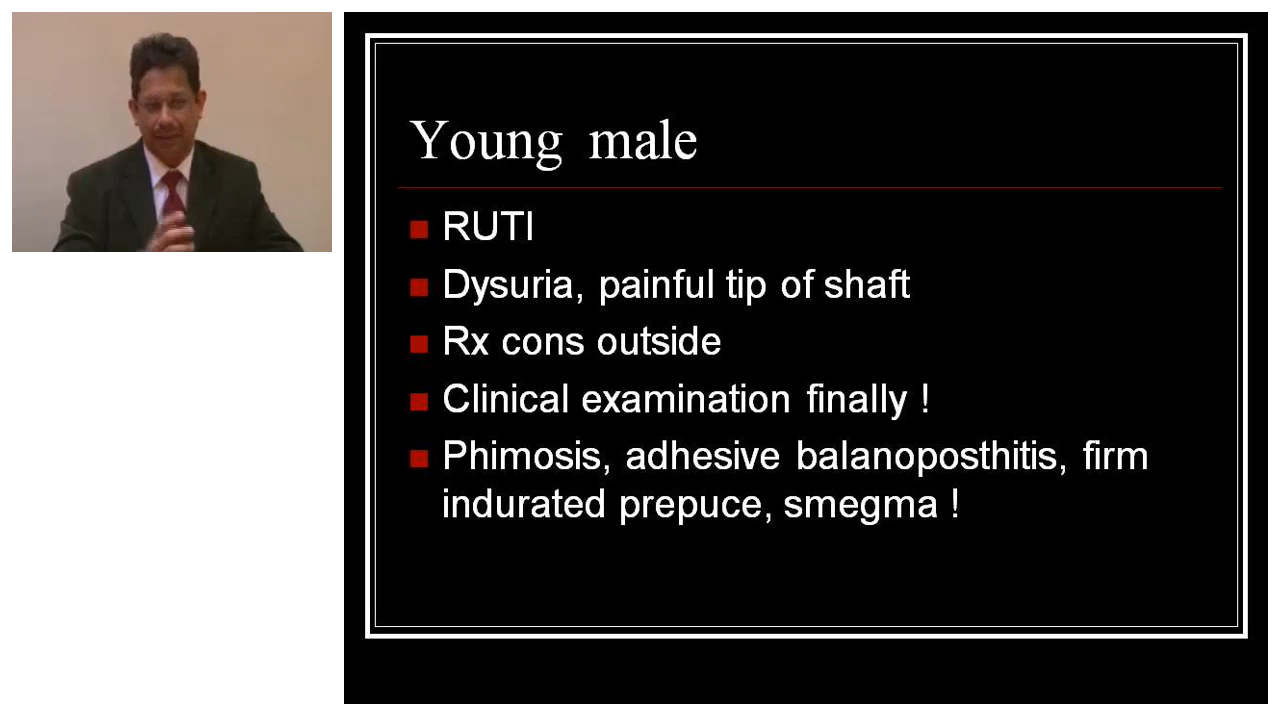 Young male
RUTI
Dysuria, painful tip of shaft
Rx cons outside
Clinical examination finally !
Phimosis, adhesive balanoposthitis, firm
indurated prepuce, smegma !